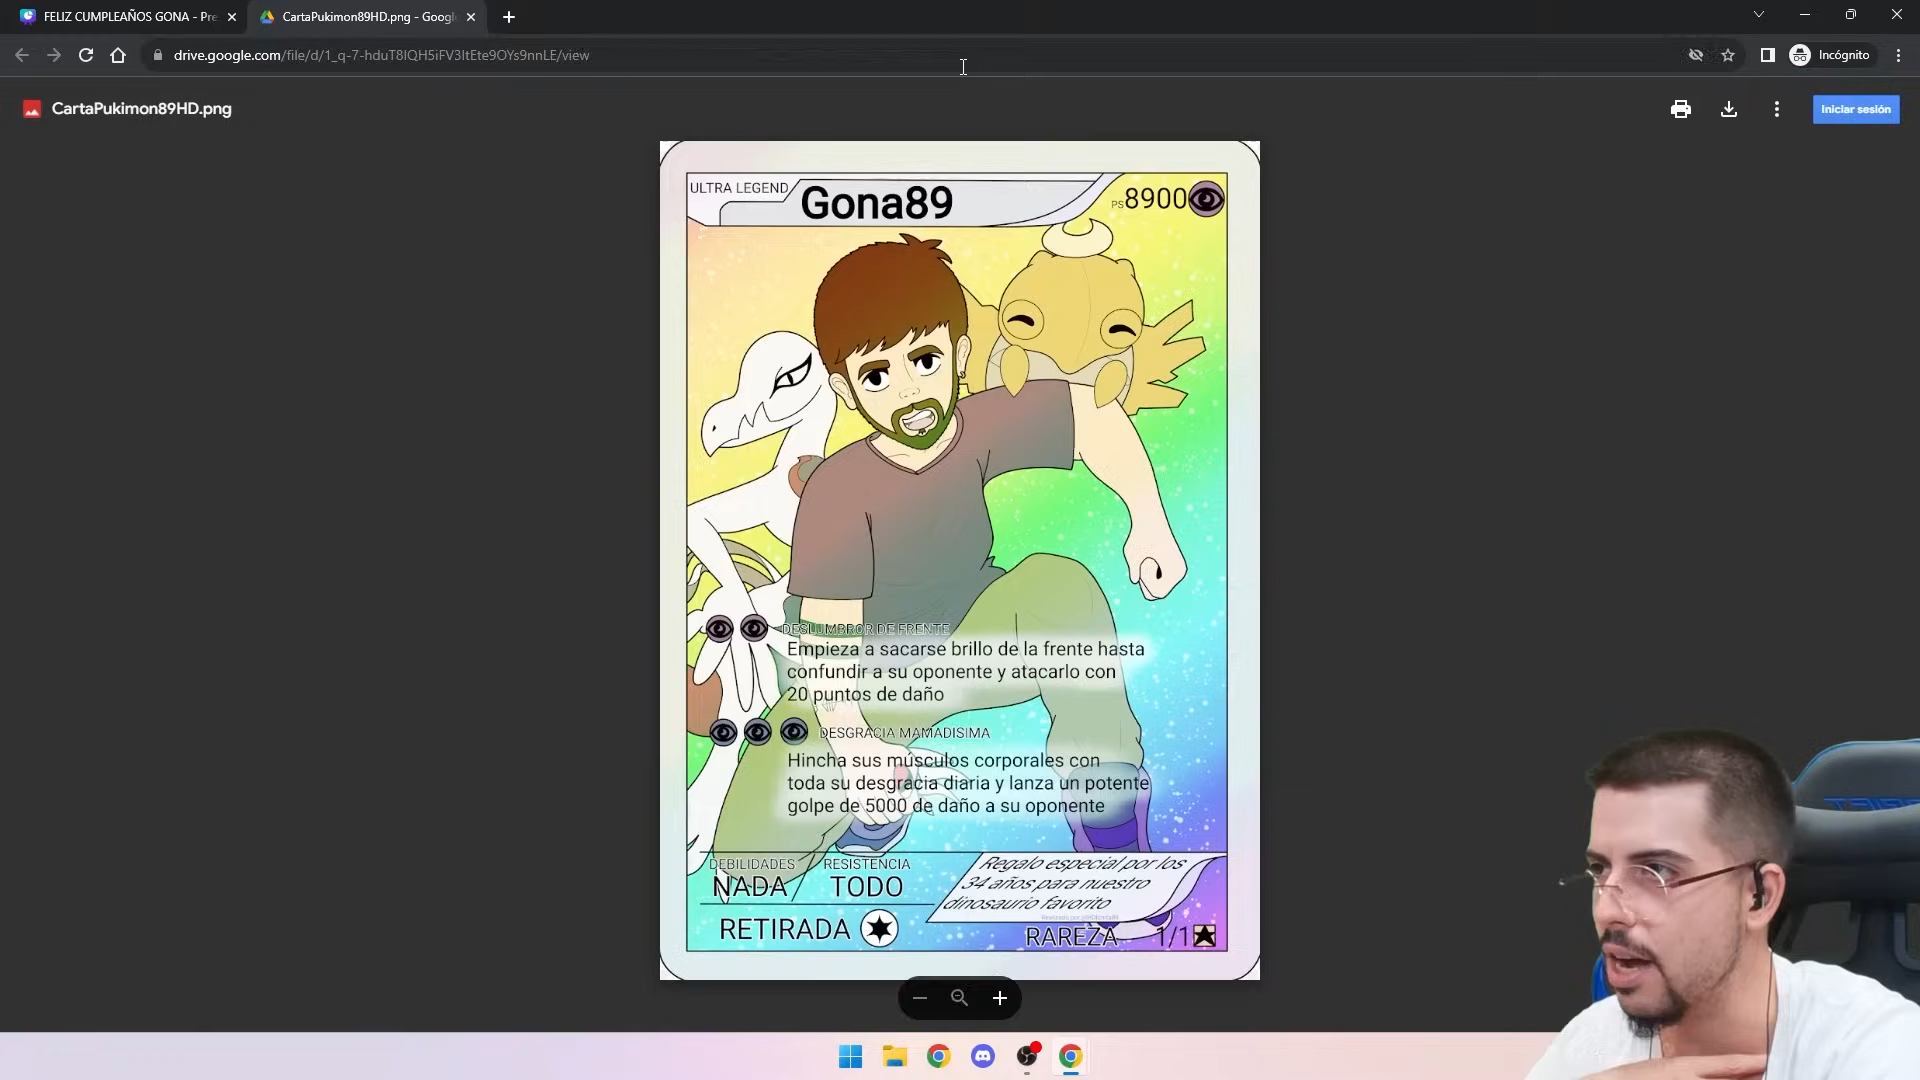 FELIZ CUMPLEAÑOS GONA - Pre
CartaPukimon89HD.png - Google
drive.google.com/file/d/1_q-7-hduT8IQH5iFV3ItEte9OYs9nnLE/view
Incógnito
CartaPukimon89HD.png
Iniciar sesión
ULTRA LEGEND
Gona89
PS8900
DESLUMBROR DE FRENTE
Empieza a sacarse brillo de la frente hasta
confundir a su oponente y atacarlo con
20 puntos de daño
DESGRACIA MAMADISIMA
Hincha sus músculos corporales con
toda su desgracia diaria y lanza un potente
golpe de 5000 de daño a su oponente
DEBILIDADES
RESISTENCIA
NADA
TODO
Regalo especial por los
34 años para nuestro
dinosaurio favorito
RETIRADA
RAREZA 1/1